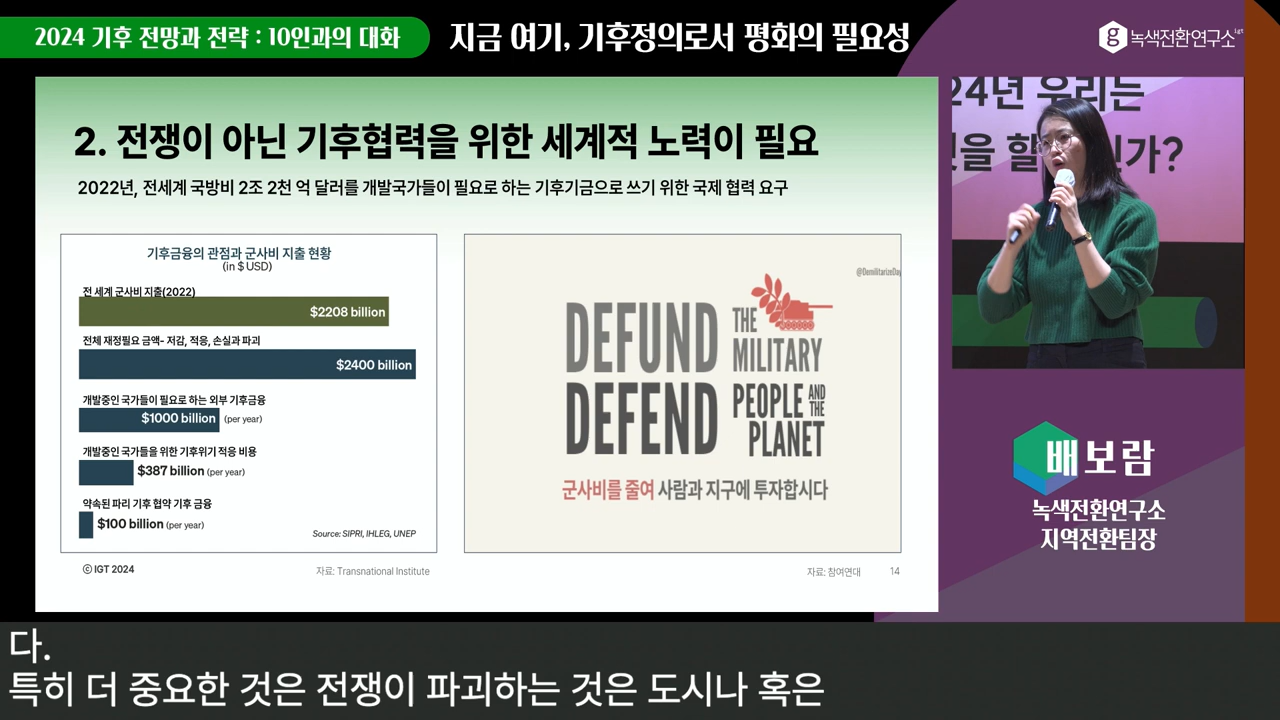 2024 기후 전망과 전략 : 10인과의 대화
지금 여기, 기후정의로서 평화의 필요성
녹색전환연구소 igt
2. 전쟁이 아닌 기후협력을 위한 세계적 노력이 필요
2022년, 전세계 국방비 2조 2천 억 달러를 개발국가들이 필요로 하는 기후기금으로 쓰기 위한 국제 협력 요구
기후금융의 관점과 군사비 지출 현황
(in $ USD)
전 세계 군사비 지출(2022)
$2208 billion
전체 재정필요 금액- 저감, 적응, 손실과 파괴
$2400 billion
개발중인 국가들이 필요로 하는 외부 기후금융
$1000 billion (per year)
개발중인 국가들을 위한 기후위기 적응 비용
$387 billion (per year)
약속된 파리 기후 협약 기후 금융
$100 billion (per year)
Source: SIPRI, IHLEG, UNEP
@DemilitarizeDay
DEFUND THE MILITARY
DEFEND PEOPLE AND THE PLANET
군사비를 줄여 사람과 지구에 투자합시다
ⓒ IGT 2024
자료: Transnational Institute
자료: 참여연대
14
24년 우리는
을 할 인가?
배보람
녹색전환연구소
지역전환팀장
다.
특히 더 중요한 것은 전쟁이 파괴하는 것은 도시나 혹은